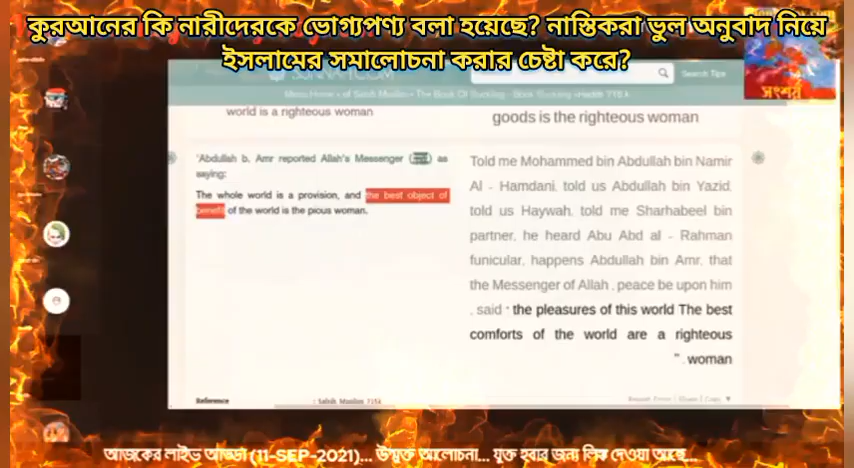 কুরআনের কি নারীদেরকে ভোগ্যপণ্য বলা হয়েছে? নাস্তিকরা ভুল অনুবাদ নিয়ে
ইসলামের সমালোচনা করার চেষ্টা করে?
Search Tips
সংশয়
world is a righteous woman
goods is the righteous woman
'Abdullah b. Amr reported Allah's Messenger as
saying:
The whole world is a provision, and the best object of
benefit of the world is the pious woman.
Told me Mohammed bin Abdullah bin Namir
Al - Hamdani, told us Abdullah bin Yazid,
told us Haywah, told me Sharhabeel bin
partner, he heard Abu Abd al - Rahman
funicular, happens Abdullah bin Amr, that
the Messenger of Allah , peace be upon him
, said " the pleasures of this world The best
comforts of the world are a righteous
" . woman
Reference : Sahih Muslim 715
আজকের লাইভ আড্ডা (11-SEP-2021)... উন্মুক্ত আলোচনা... যুক্ত হবার জন্য লিঙ্ক দেওয়া আছে...